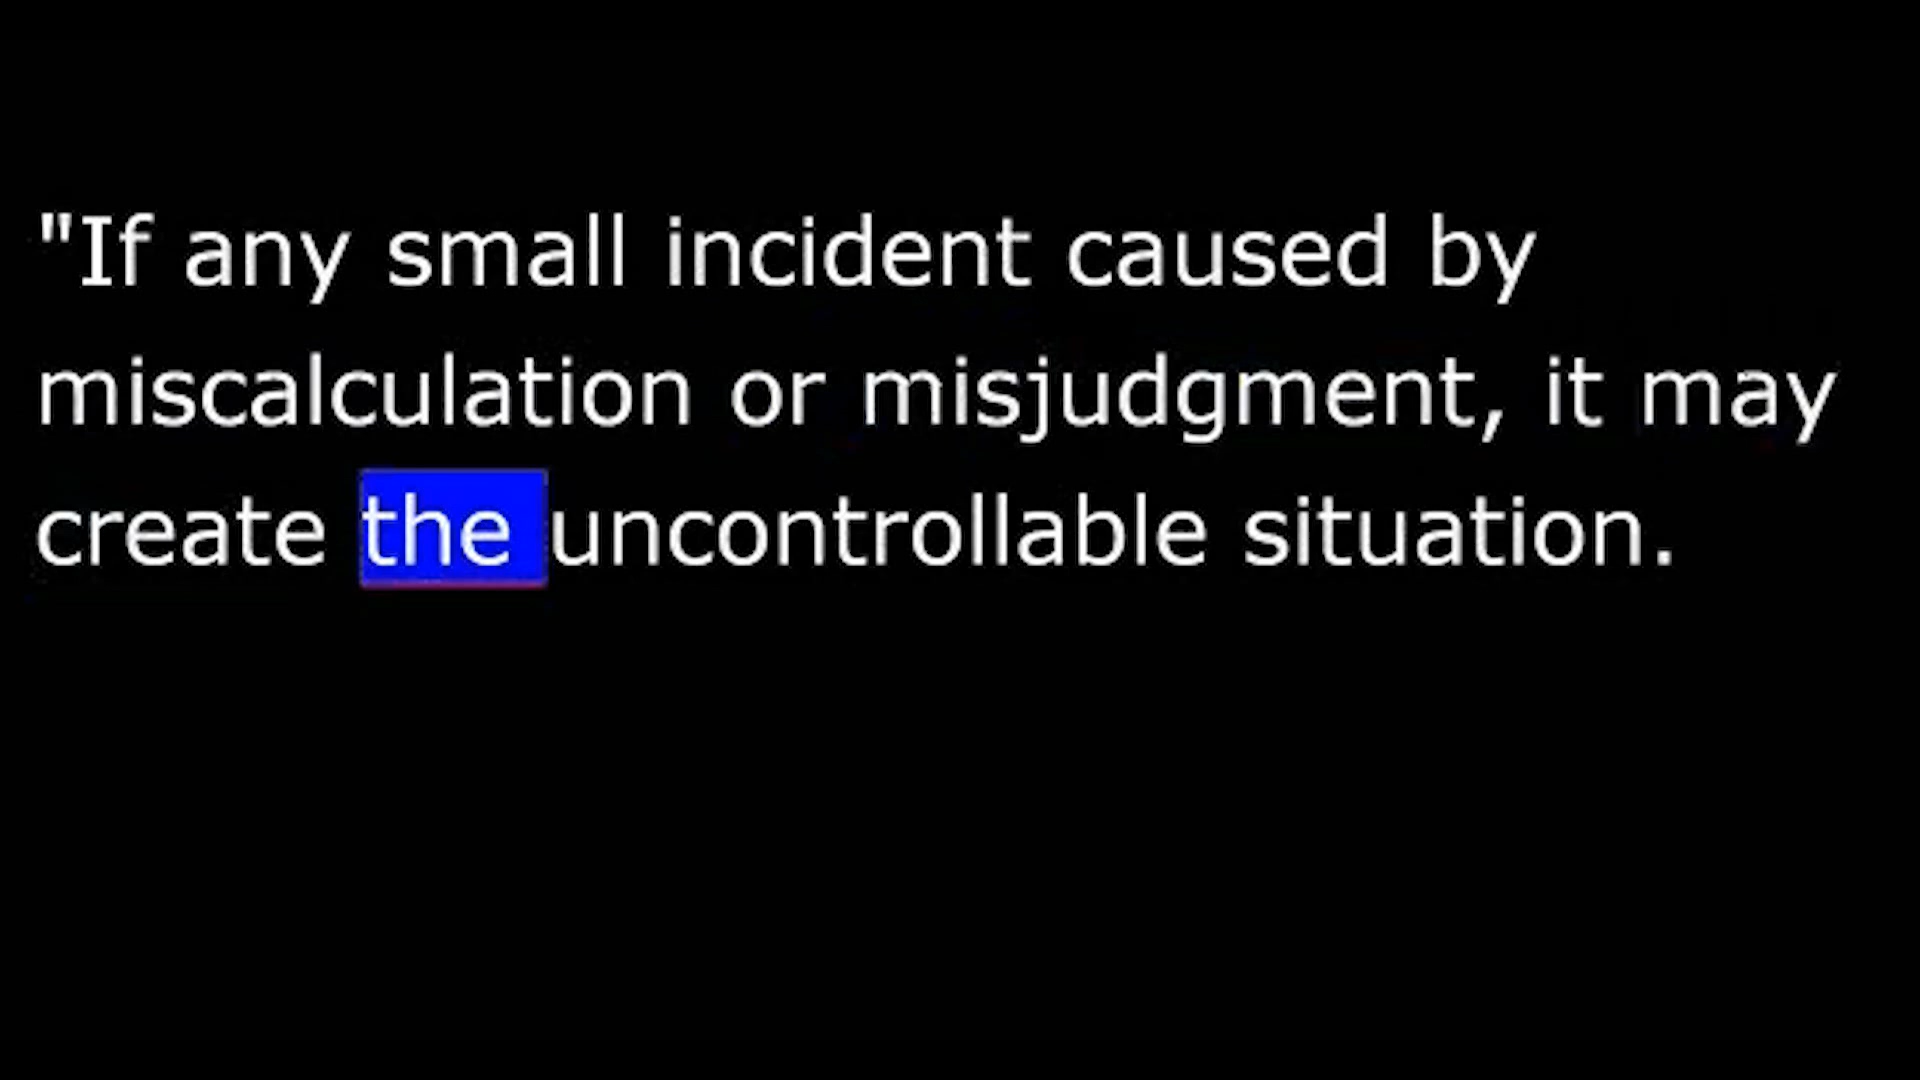 "If any small incident caused by
miscalculation or misjudgment, it may
create the uncontrollable situation.